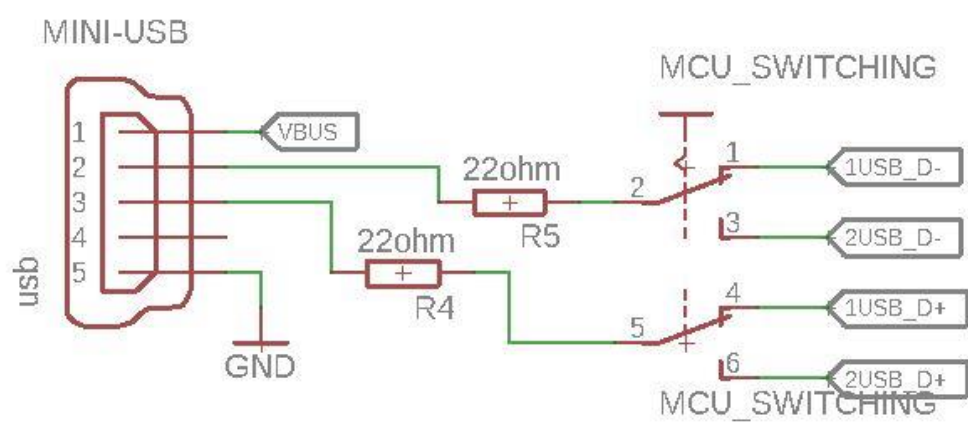 MINI-USB
MCU_SWITCHING
1
VBUS
2
22ohm
2
1
1USB_D-
3
R5
3
2USB_D-
4
22ohm
usb
5
R4
4
1USB_D+
5
GND
6
2USB_D+
MCU_SWITCHING